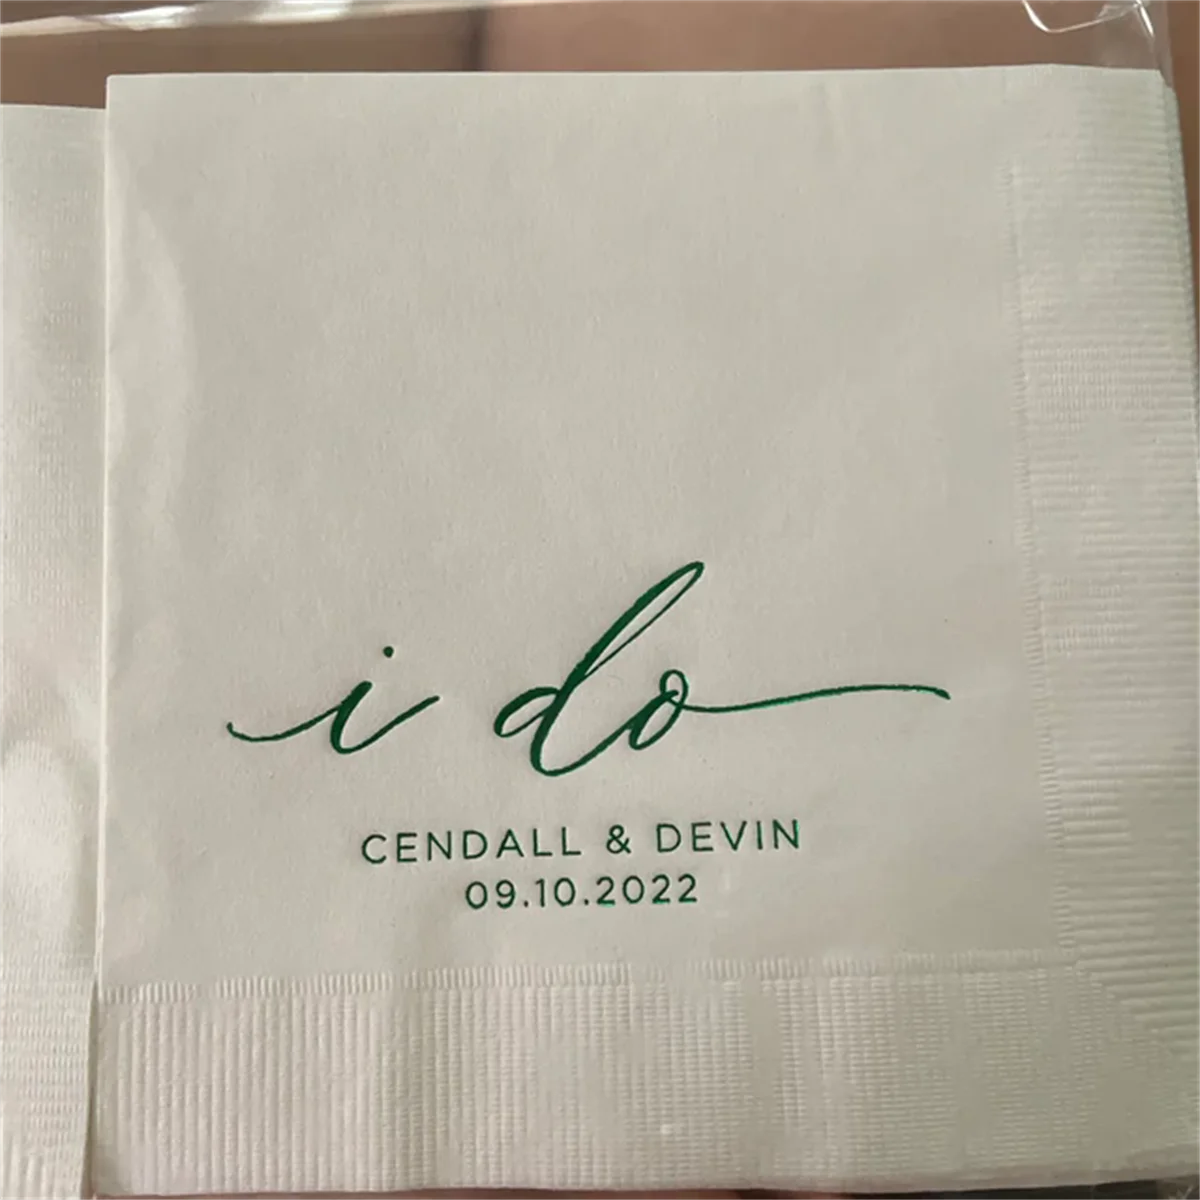 i do
CENDALL & DEVIN
09.10.2022